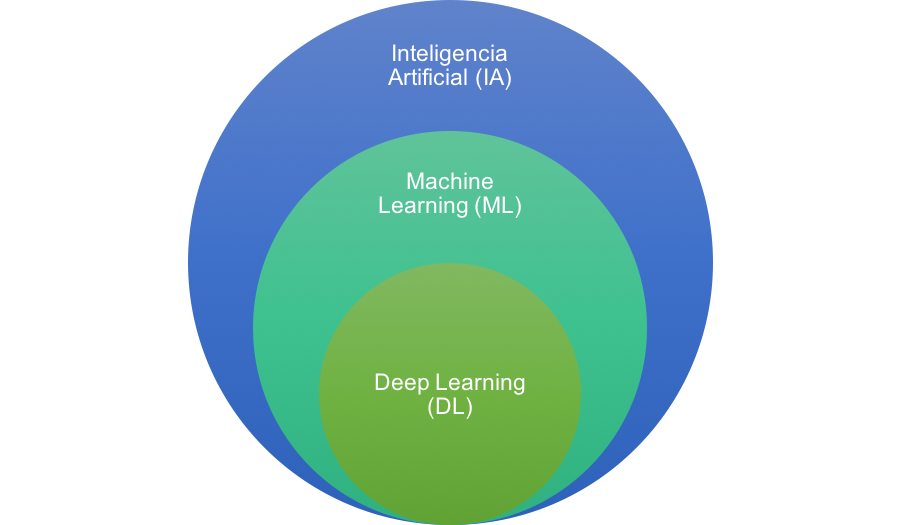 Inteligencia
Artificial (IA)
Machine
Learning (ML)
Deep Learning
(DL)